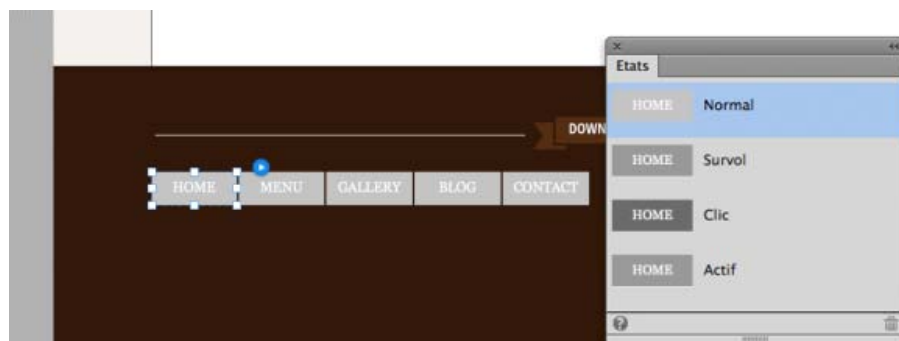 DOWN
HOME MENU GALLERY BLOG CONTACT
Etats
HOME Normal
HOME Survol
HOME Clic
HOME Actif